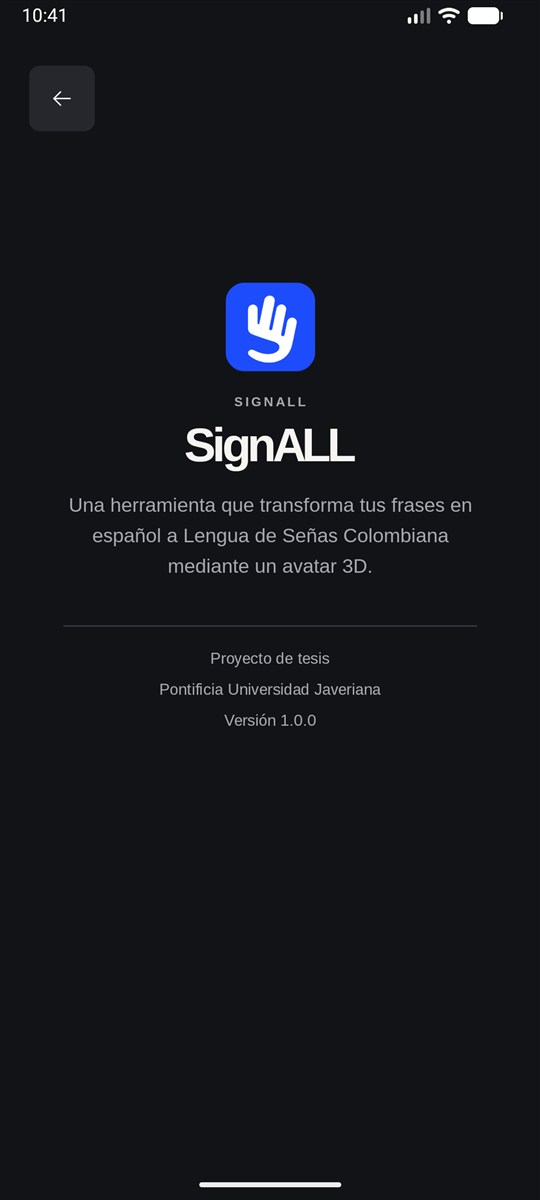 10:41
SIGNALL
SignALL
Una herramienta que transforma tus frases en
español a Lengua de Señas Colombiana
mediante un avatar 3D.
Proyecto de tesis
Pontificia Universidad Javeriana
Versión 1.0.0